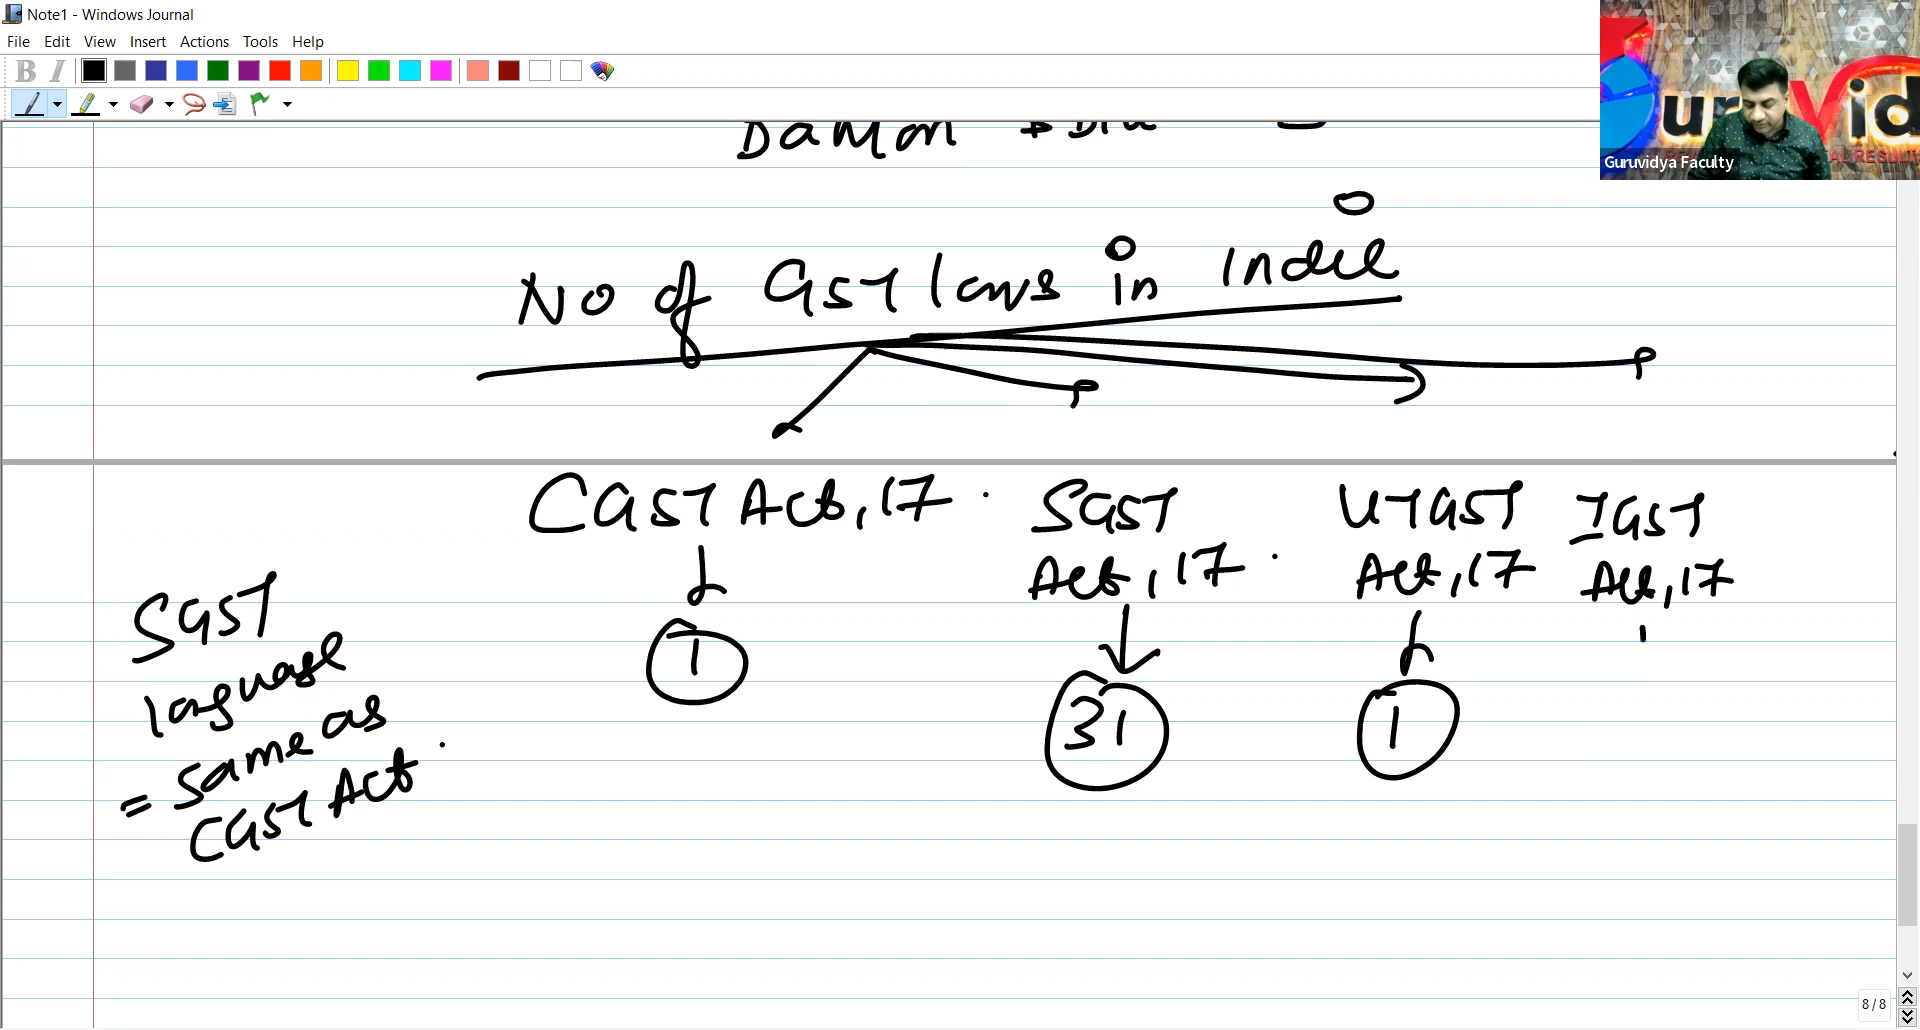 Note1 - Windows Journal
File Edit View Insert Actions Tools Help
B I
Guruvidya Faculty
Daman
No of GST laws in India
CGST Act, 17. SGST Act, 17. UTGST Act, 17 IGST Act, 17
1 31 1
SGST
language
= same as
CGST Act.
8 / 8